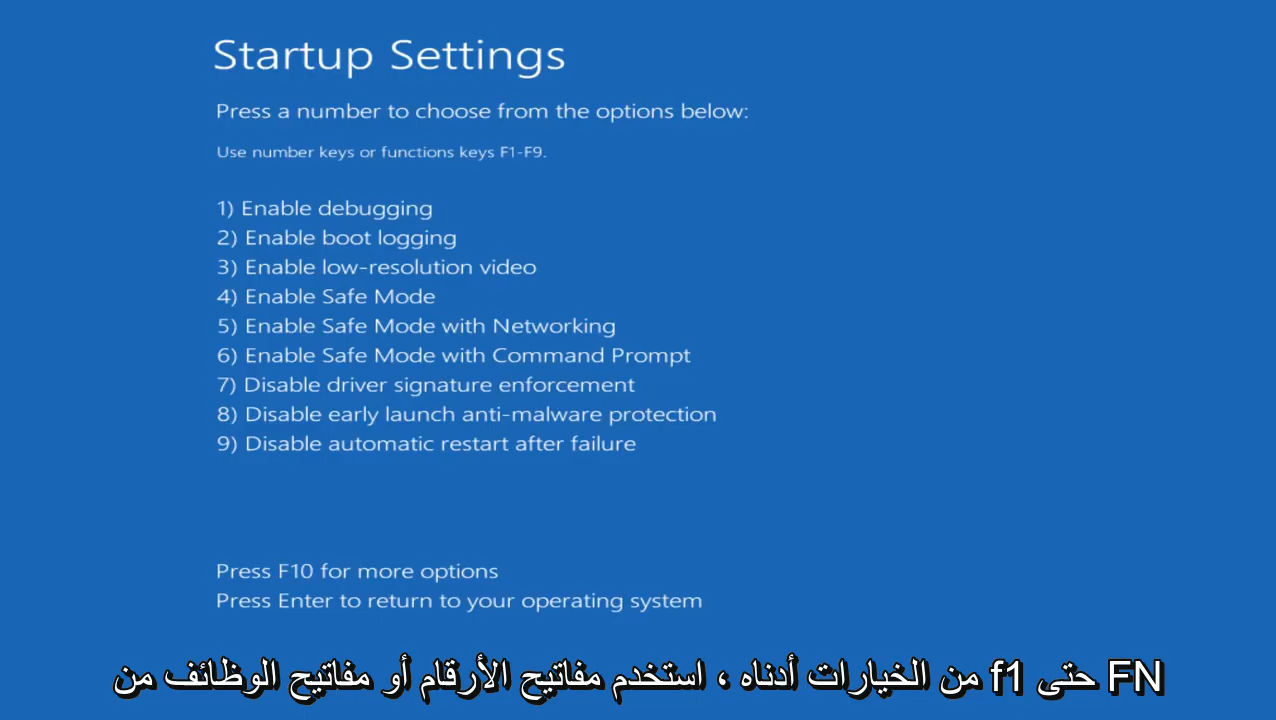 Startup Settings
Press a number to choose from the options below:
Use number keys or functions keys F1-F9.
1) Enable debugging
2) Enable boot logging
3) Enable low-resolution video
4) Enable Safe Mode
5) Enable Safe Mode with Networking
6) Enable Safe Mode with Command Prompt
7) Disable driver signature enforcement
8) Disable early launch anti-malware protection
9) Disable automatic restart after failure
Press F10 for more options
Press Enter to return to your operating system
من الخيارات أدناه ، استخدم مفاتيح الأرقام أو مفاتيح الوظائف من f1 حتى FN